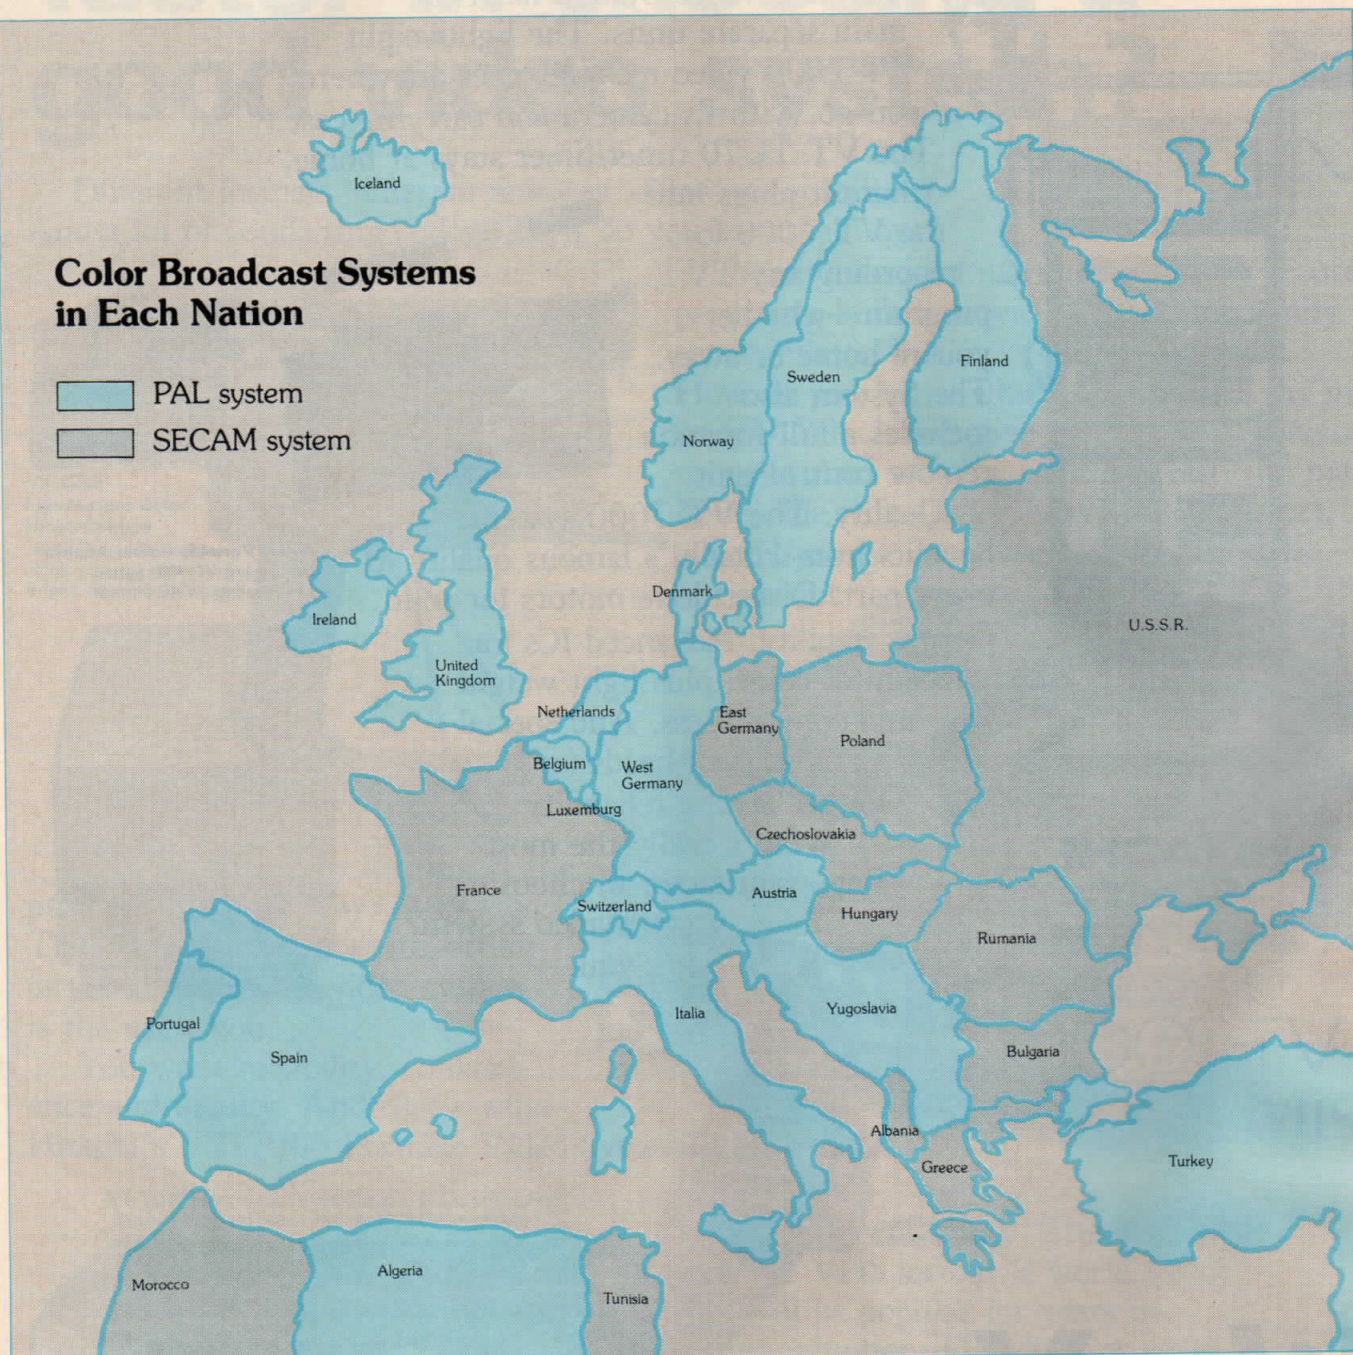 Iceland
Color Broadcast Systems
in Each Nation
PAL system
SECAM system
Finland
Sweden
Norway
Denmark
Ireland
U.S.S.R.
United
Kingdom
Netherlands
East
Germany
Poland
Belgium
West
Germany
Luxemburg
Czechoslovakia
France
Austria
Switzerland
Hungary
Rumania
Yugoslavia
Italia
Portugal
Spain
Bulgaria
Albania
Greece
Turkey
Morocco
Algeria
Tunisia